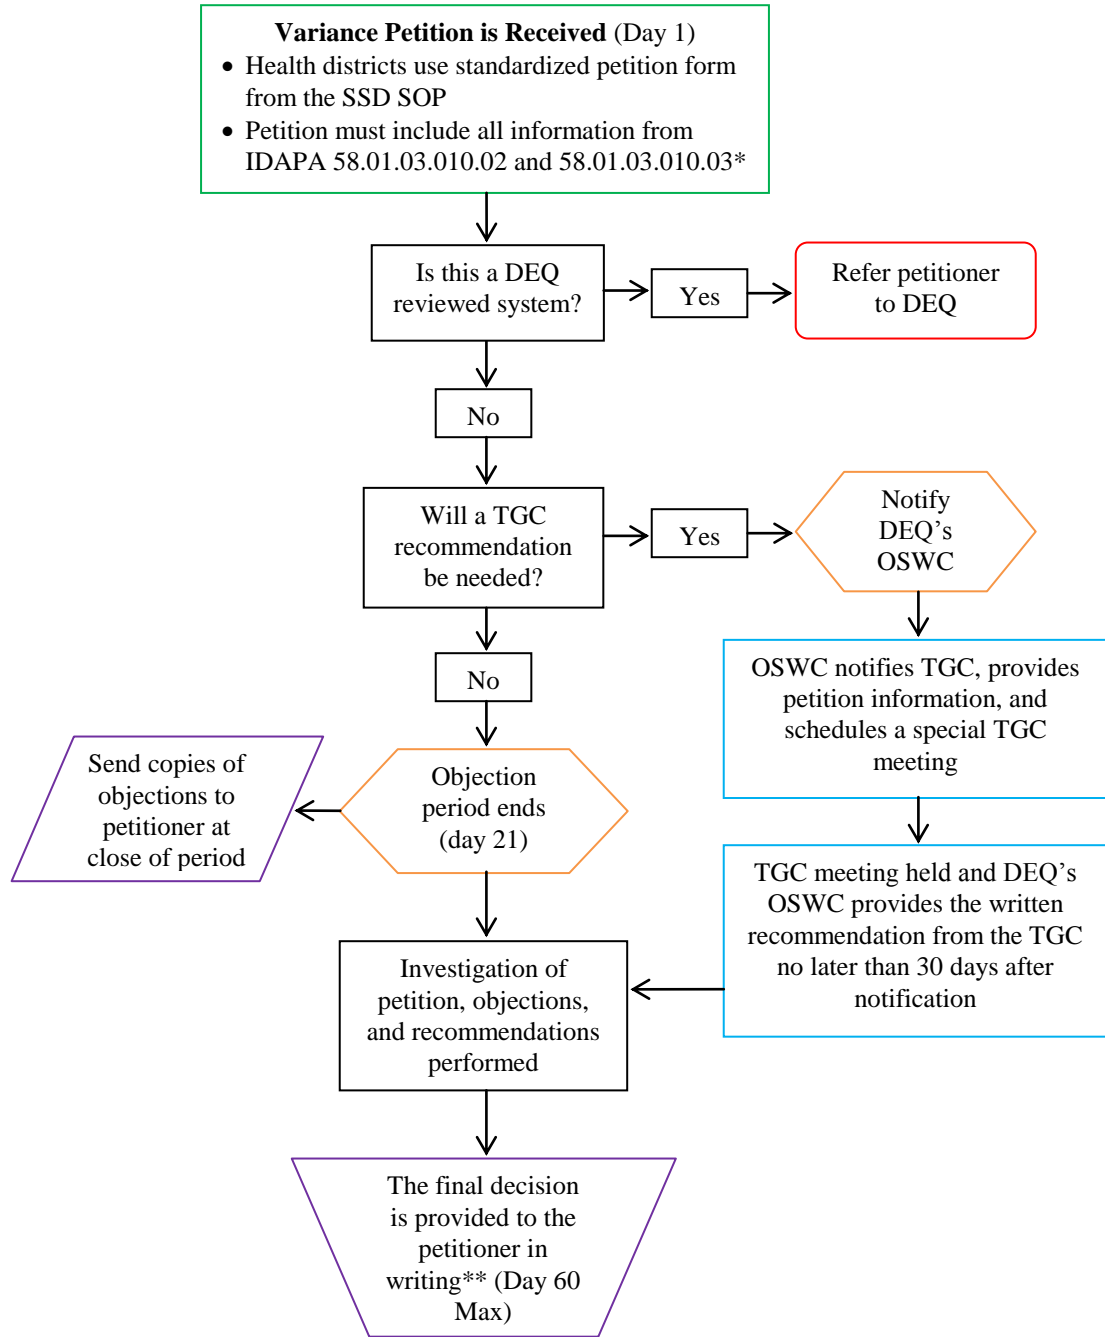 Variance Petition is Received (Day 1)
• Health districts use standardized petition form
from the SSD SOP
• Petition must include all information from
IDAPA 58.01.03.010.02 and 58.01.03.010.03*
Is this a DEQ
reviewed system?
Yes
Refer petitioner
to DEQ
No
Will a TGC
recommendation
be needed?
Yes
Notify
DEQ’s
OSWC
No
OSWC notifies TGC, provides
petition information, and
schedules a special TGC
meeting
Send copies of
objections to
petitioner at
close of period
Objection
period ends
(day 21)
TGC meeting held and DEQ’s
OSWC provides the written
recommendation from the TGC
no later than 30 days after
notification
Investigation of
petition, objections,
and recommendations
performed
The final decision
is provided to the
petitioner in
writing** (Day 60
Max)